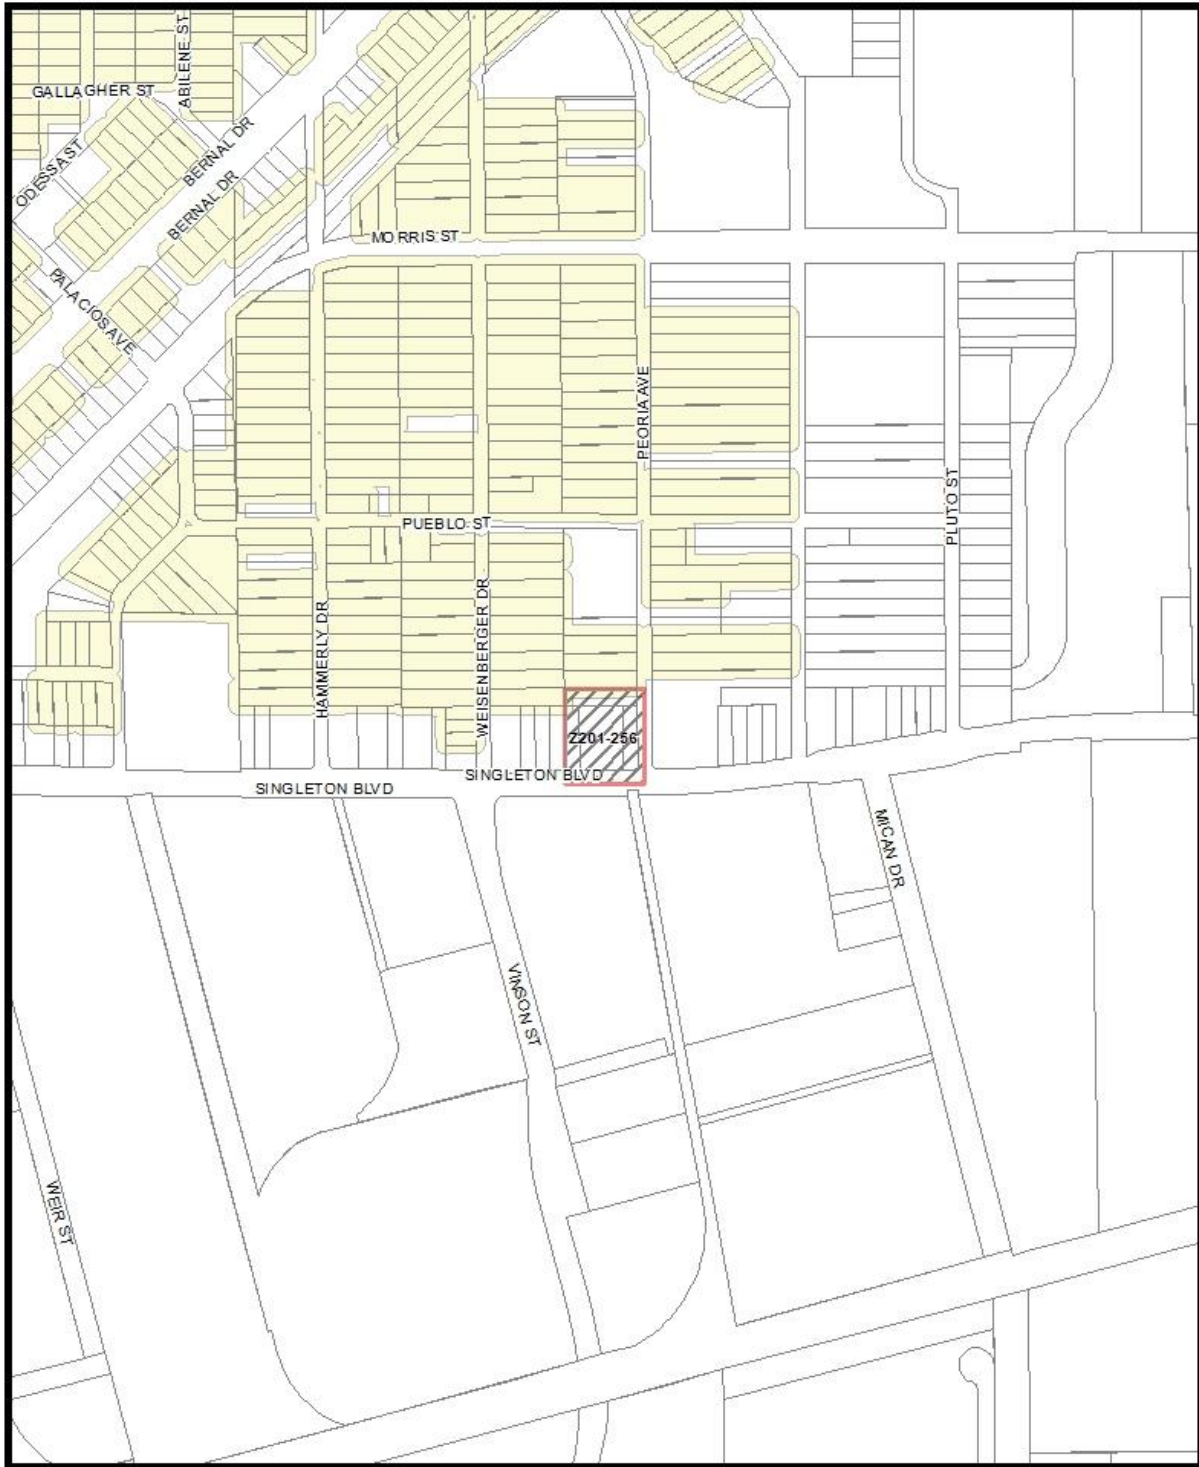 ABILENE ST
GALLAGHER ST
BERNAL DR
ODESSA ST
BERNAL DR
MORRIS ST
PALACIOS AVE
PEORIA AVE
PLUTO ST
PUEBLO ST
HAMMERLY DR
WEISENBERGER DR
Z201-256
SINGLETON BLVD
SINGLETON BLVD
MICAN DR
VINSON ST
WEIR ST